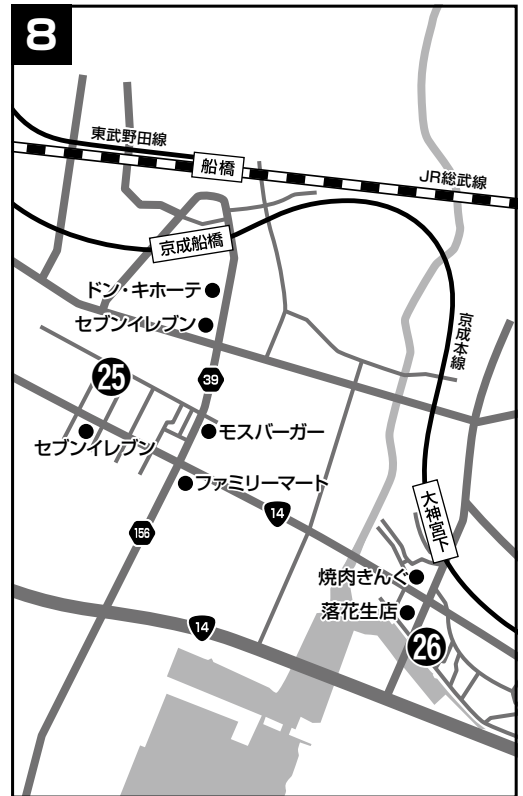 8
東武野田線
船橋
JR総武線
京成船橋
ドン・キホーテ
セブンイレブン
京成本線
25
39
セブンイレブン
モスバーガー
ファミリーマート
14
156
大神宮下
焼肉きんぐ
落花生店
14
26